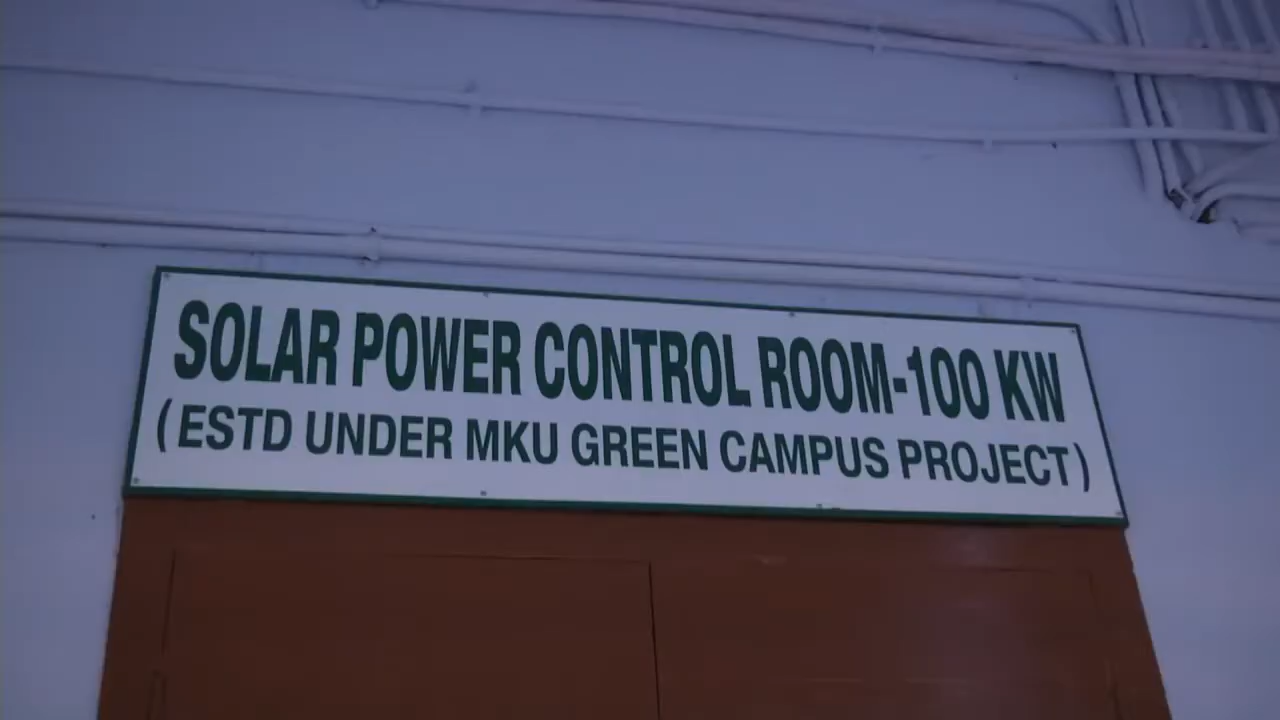 SOLAR POWER CONTROL ROOM-100 KW
(ESTD UNDER MKU GREEN CAMPUS PROJECT)